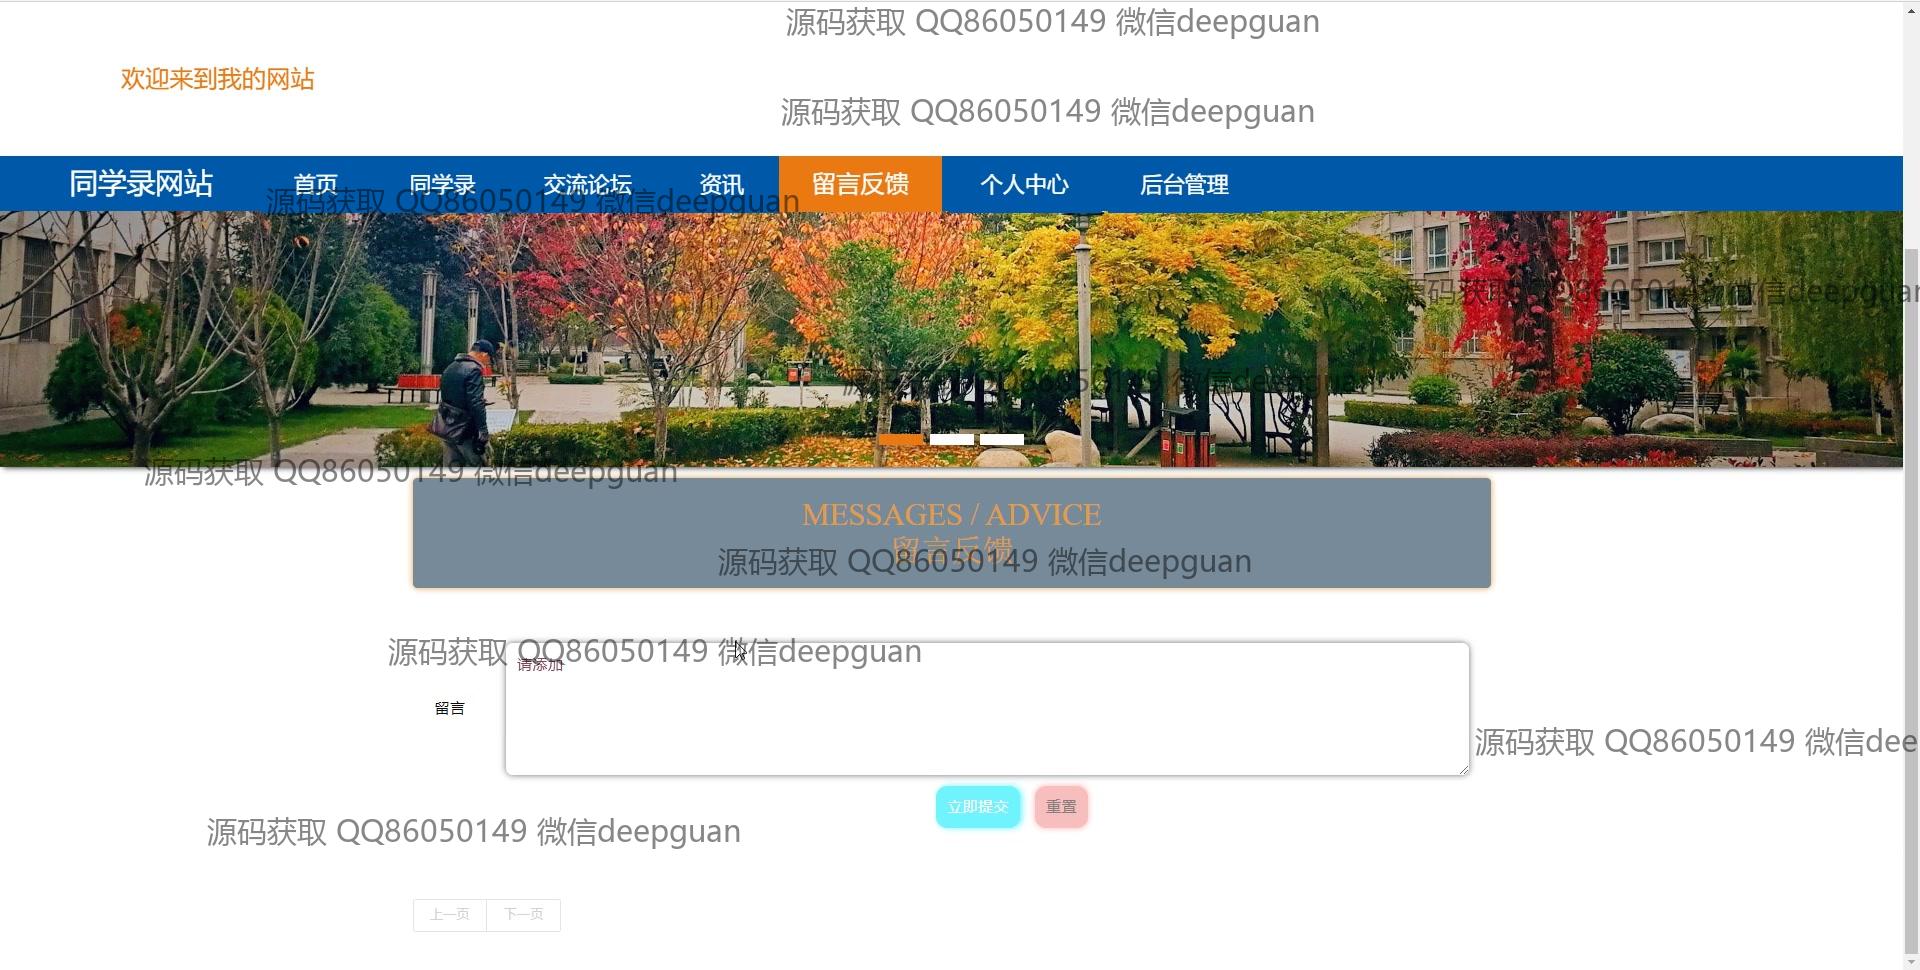 源码获取 QQ86050149 微信deepguan
欢迎来到我的网站
源码获取 QQ86050149 微信deepguan
同学录网站 首页 同学录 交流论坛 资讯 留言反馈 个人中心 后台管理
源码获取 QQ86050149 微信deepguan
源码获取 QQ86050149 微信deepguan
源码获取 QQ86050149 微信deepguan
源码获取 QQ86050149 微信deepguan
MESSAGES / ADVICE
留言反馈
源码获取 QQ86050149 微信deepguan
源码获取 QQ86050149 微信deepguan
请添加
留言
源码获取 QQ86050149 微信dee
立即提交 重置
源码获取 QQ86050149 微信deepguan
上一页 下一页